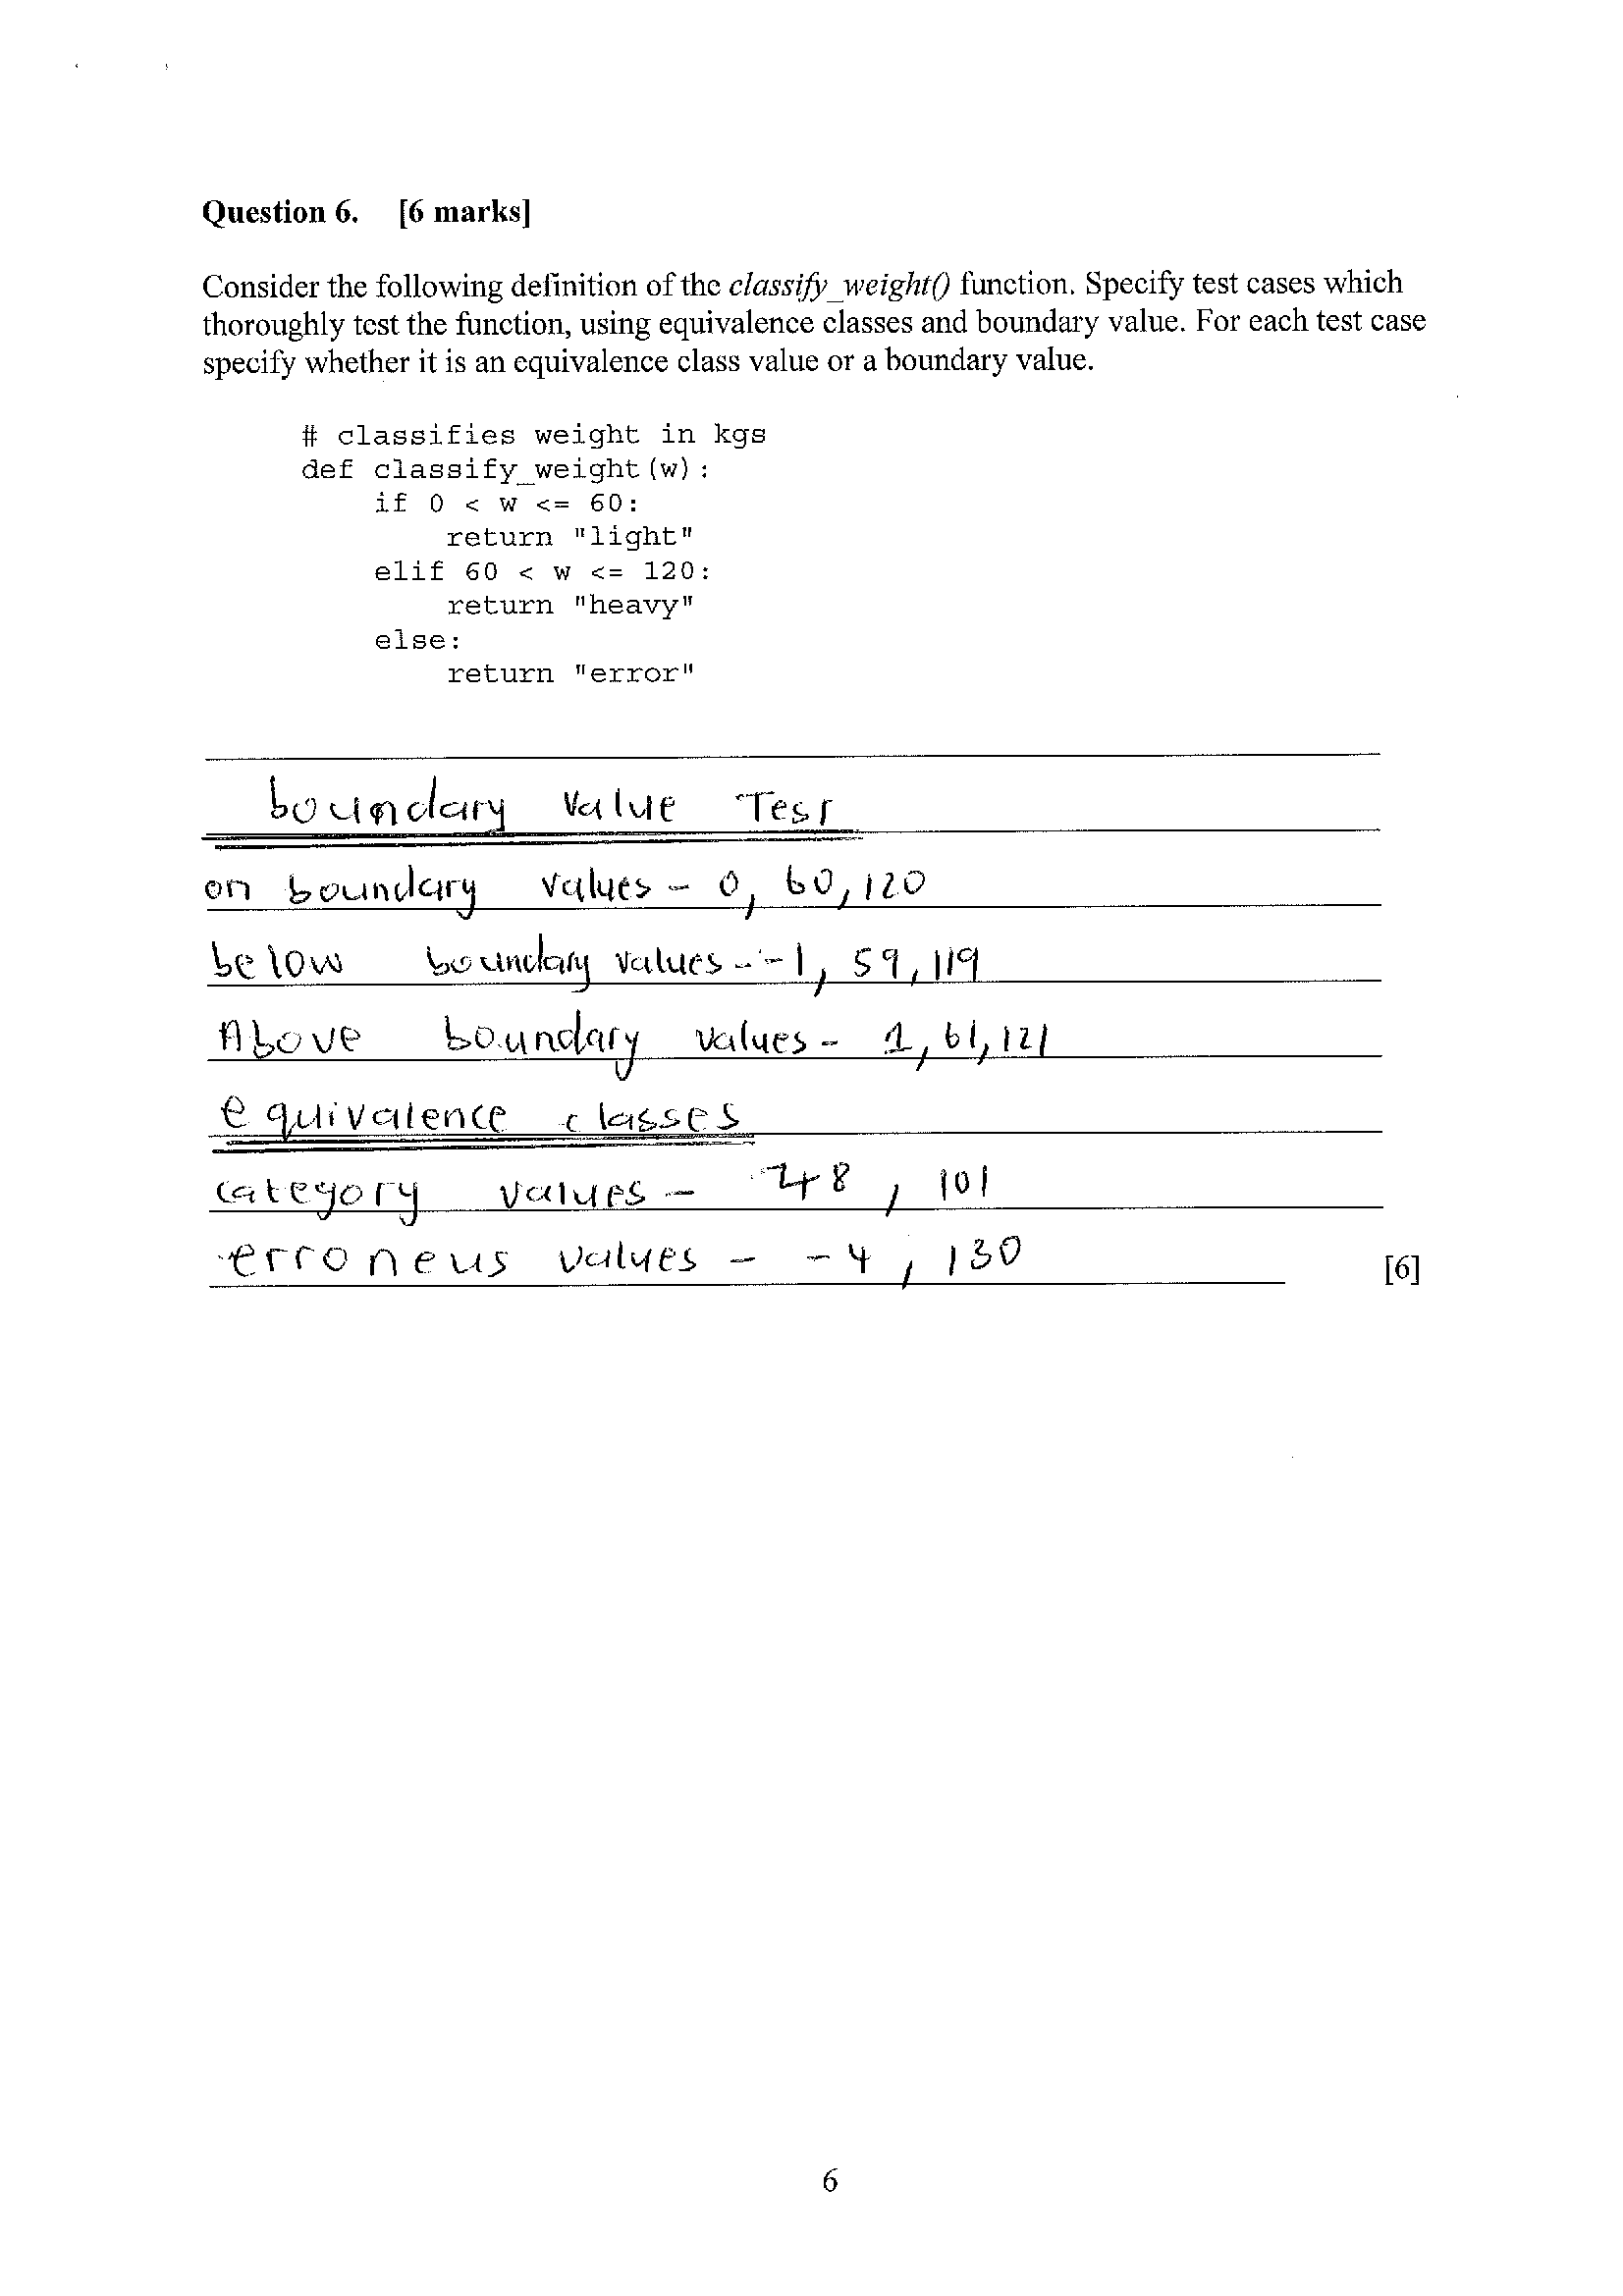 Question 6. [6 marks]
Consider the following definition of the classify_weight() function. Specify test cases which
thoroughly test the function, using equivalence classes and boundary value. For each test case
specify whether it is an equivalence class value or a boundary value.
# classifies weight in kgs
def classify_weight(w):
    if 0 < w <= 60:
        return "light"
    elif 60 < w <= 120:
        return "heavy"
    else:
        return "error"
boundary Value Test
on boundary values - 0, 60, 120
below boundary values - -1, 59, 119
Above boundary values - 1, 61, 121
equivalence classes
category values - 48, 101
erroneus values - -4, 130
[6]
6